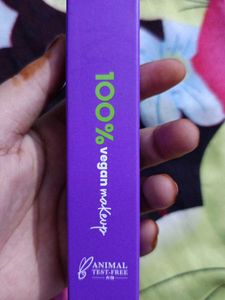 100% vegan makeup
ANIMAL
TEST-FREE